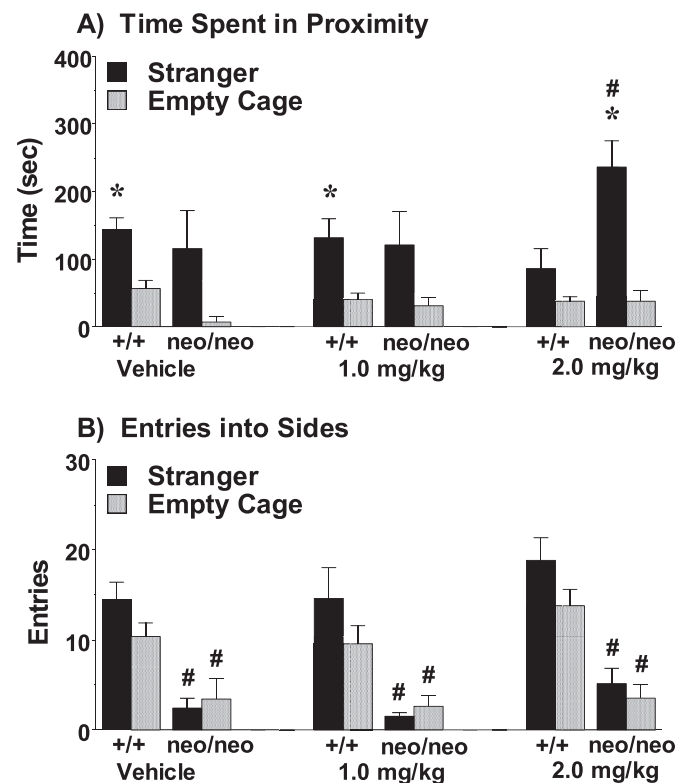 A) Time Spent in Proximity
400
300
200
100
0
Time (sec)
Stranger
Empty Cage
*
*
#
*
+/+ neo/neo +/+ neo/neo +/+ neo/neo
Vehicle 1.0 mg/kg 2.0 mg/kg
B) Entries into Sides
30
20
10
0
Entries
Stranger
Empty Cage
# # # # # #
+/+ neo/neo +/+ neo/neo +/+ neo/neo
Vehicle 1.0 mg/kg 2.0 mg/kg